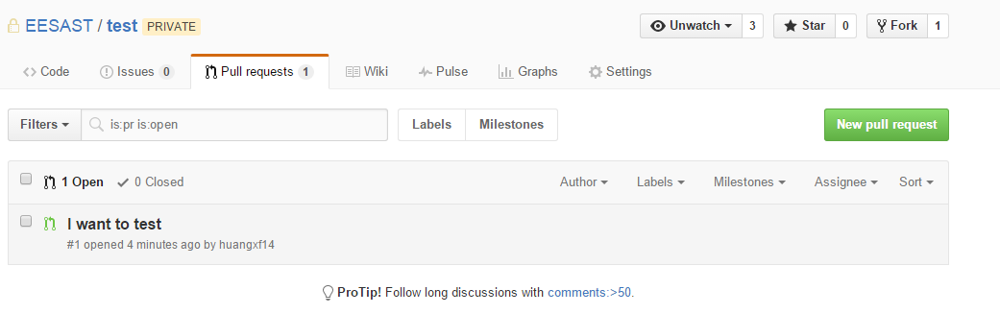 EESAST / test PRIVATE Unwatch 3 Star 0 Fork 1
Code Issues 0 Pull requests 1 Wiki Pulse Graphs Settings
Filters is:pr is:open Labels Milestones New pull request
1 Open 0 Closed Author Labels Milestones Assignee Sort
I want to test
#1 opened 4 minutes ago by huangxf14
ProTip! Follow long discussions with comments:>50.